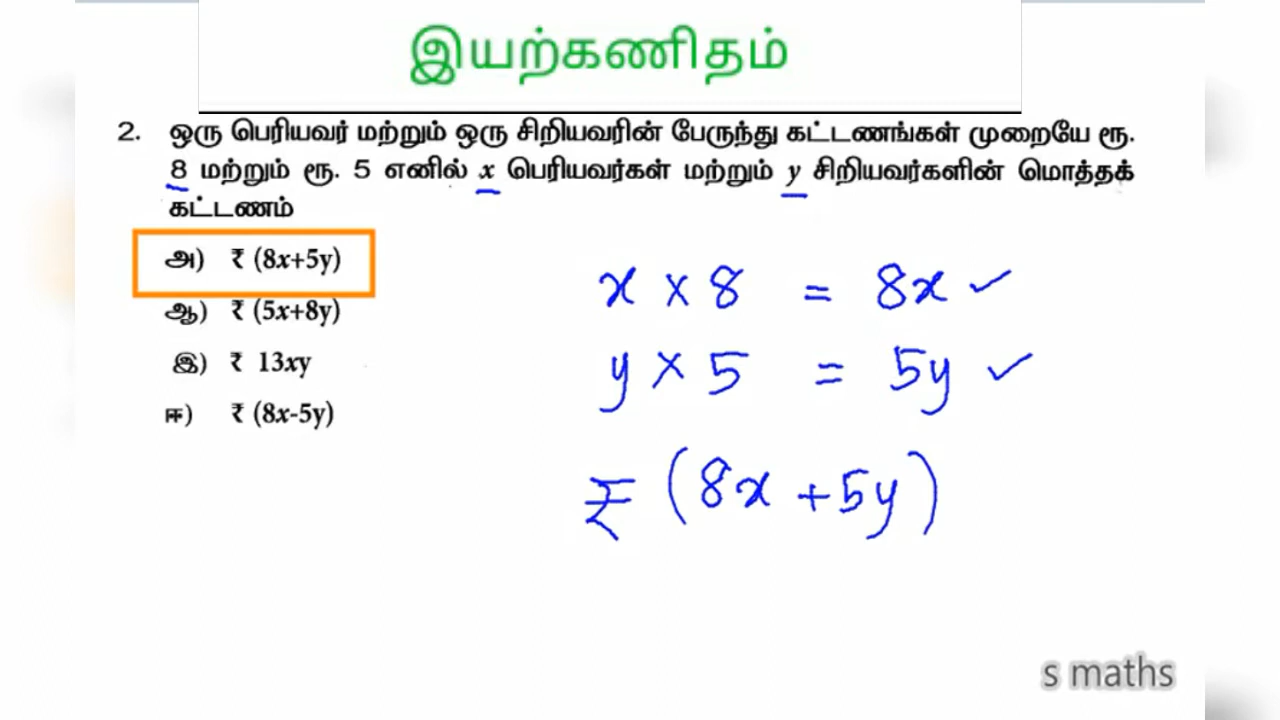 இயற்கணிதம்
2. ஒரு பெரியவர் மற்றும் ஒரு சிறியவரின் பேருந்து கட்டணங்கள் முறையே ரூ.
8 மற்றும் ரூ. 5 எனில் x பெரியவர்கள் மற்றும் y சிறியவர்களின் மொத்தக்
கட்டணம்
அ) ₹ (8x+5y)
ஆ) ₹ (5x+8y)
இ) ₹ 13xy
ஈ) ₹ (8x-5y)
x × 8 = 8x ✓
y × 5 = 5y ✓
₹ (8x + 5y)
s maths